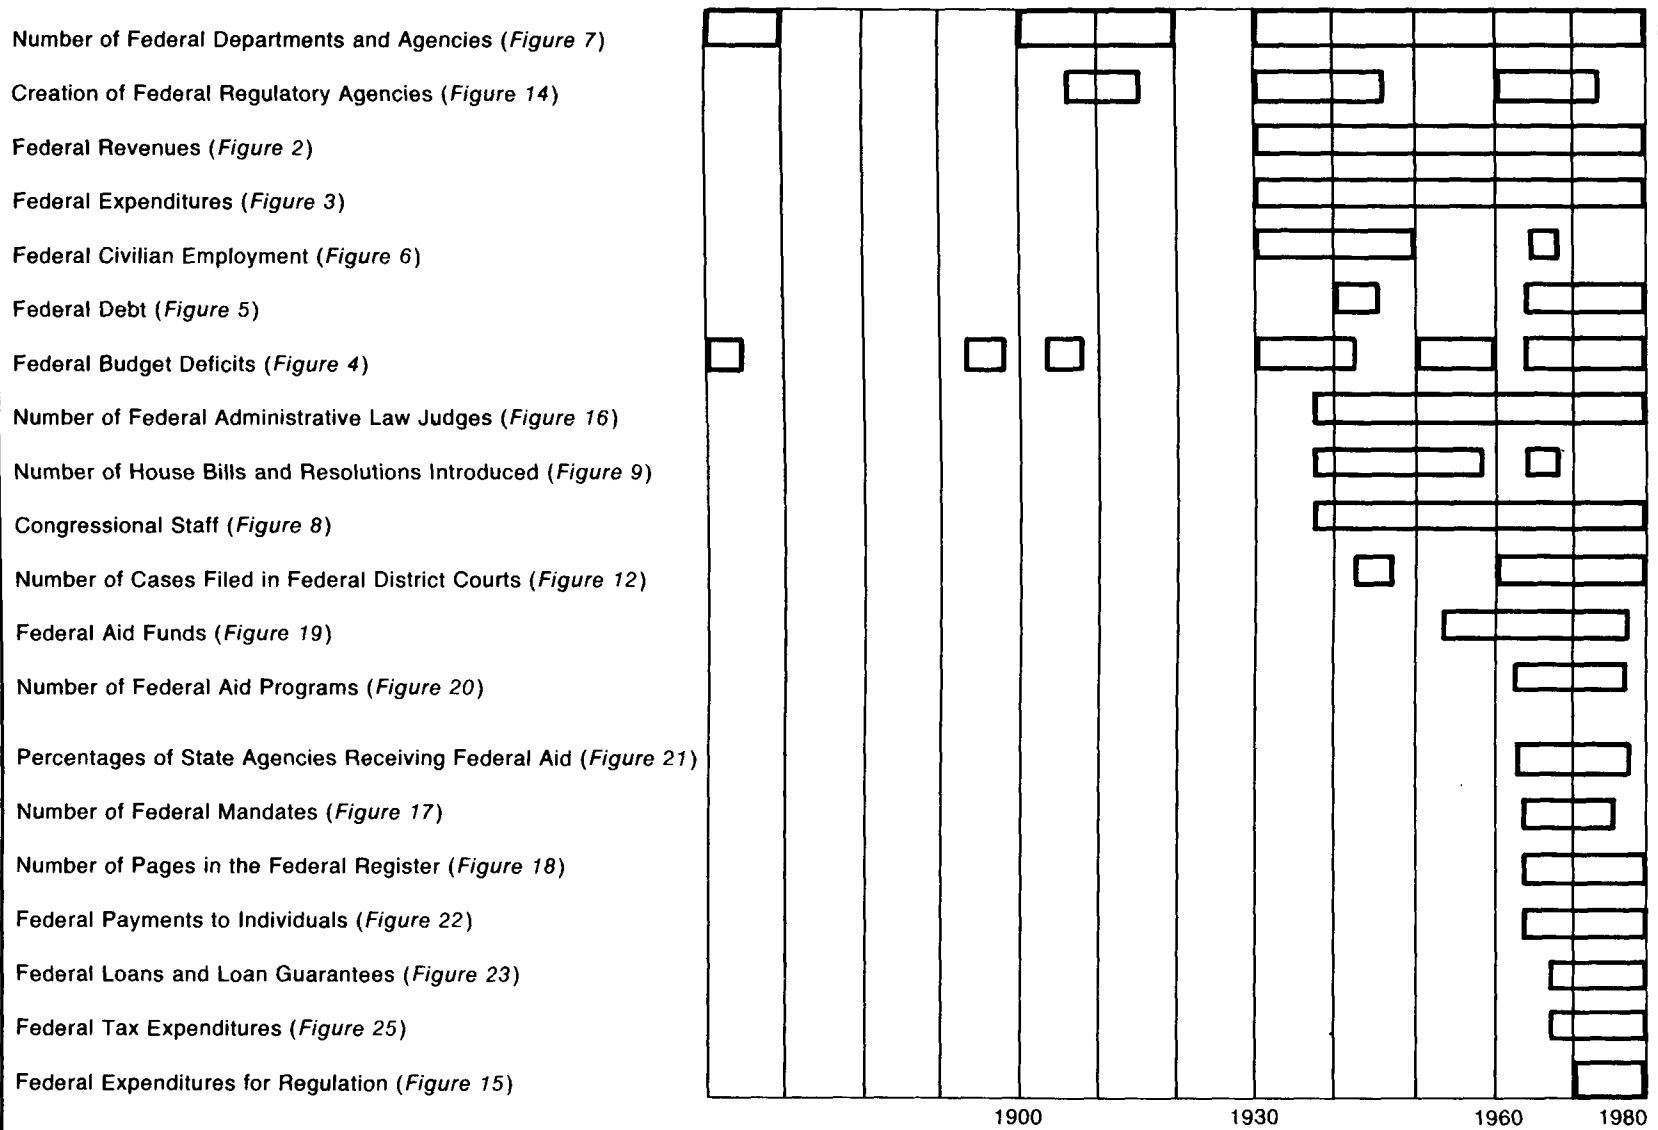 Number of Federal Departments and Agencies (Figure 7)
Creation of Federal Regulatory Agencies (Figure 14)
Federal Revenues (Figure 2)
Federal Expenditures (Figure 3)
Federal Civilian Employment (Figure 6)
Federal Debt (Figure 5)
Federal Budget Deficits (Figure 4)
Number of Federal Administrative Law Judges (Figure 16)
Number of House Bills and Resolutions Introduced (Figure 9)
Congressional Staff (Figure 8)
Number of Cases Filed in Federal District Courts (Figure 12)
Federal Aid Funds (Figure 19)
Number of Federal Aid Programs (Figure 20)
Percentages of State Agencies Receiving Federal Aid (Figure 21)
Number of Federal Mandates (Figure 17)
Number of Pages in the Federal Register (Figure 18)
Federal Payments to Individuals (Figure 22)
Federal Loans and Loan Guarantees (Figure 23)
Federal Tax Expenditures (Figure 25)
Federal Expenditures for Regulation (Figure 15)
1900 1930 1960 1980